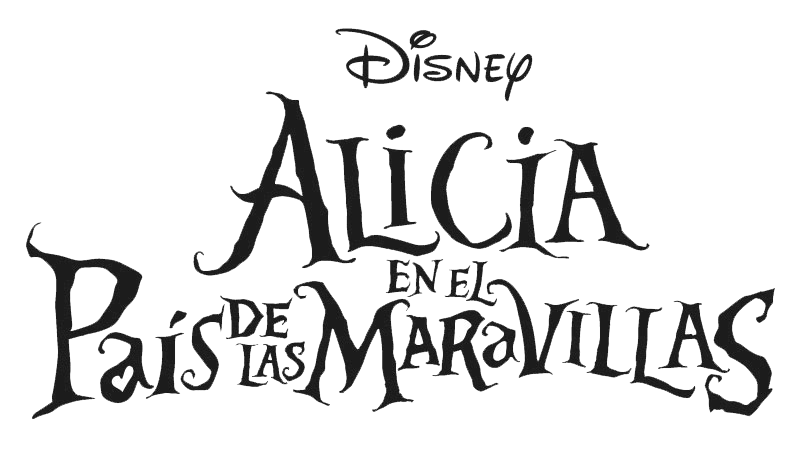 Disney
ALiCiA
EN EL
País DE LAS MARaVILLAS